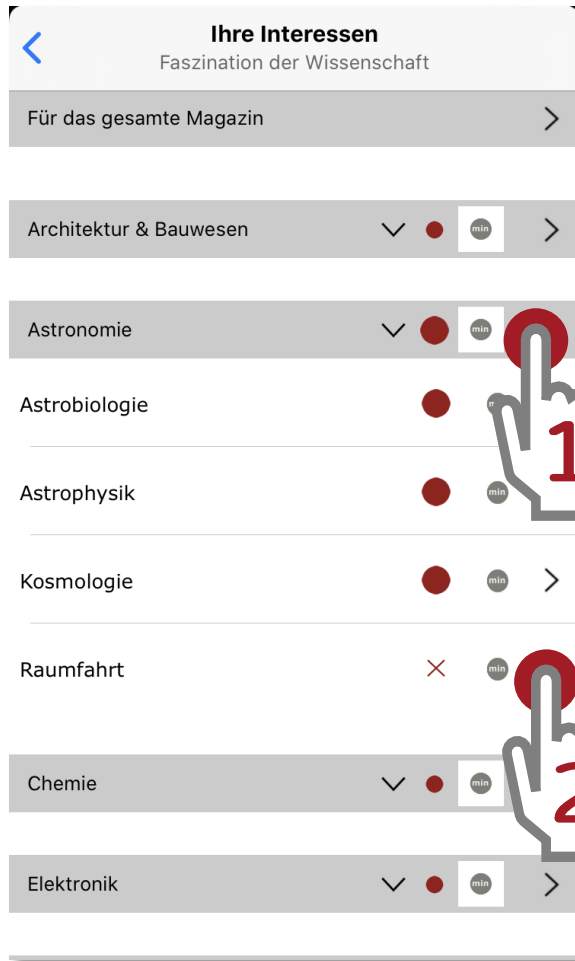 Ihre Interessen
Faszination der Wissenschaft
Für das gesamte Magazin
Architektur & Bauwesen min
Astronomie min
Astrobiologie
1
Astrophysik min
Kosmologie min
Raumfahrt min
Chemie min
2
Elektronik min